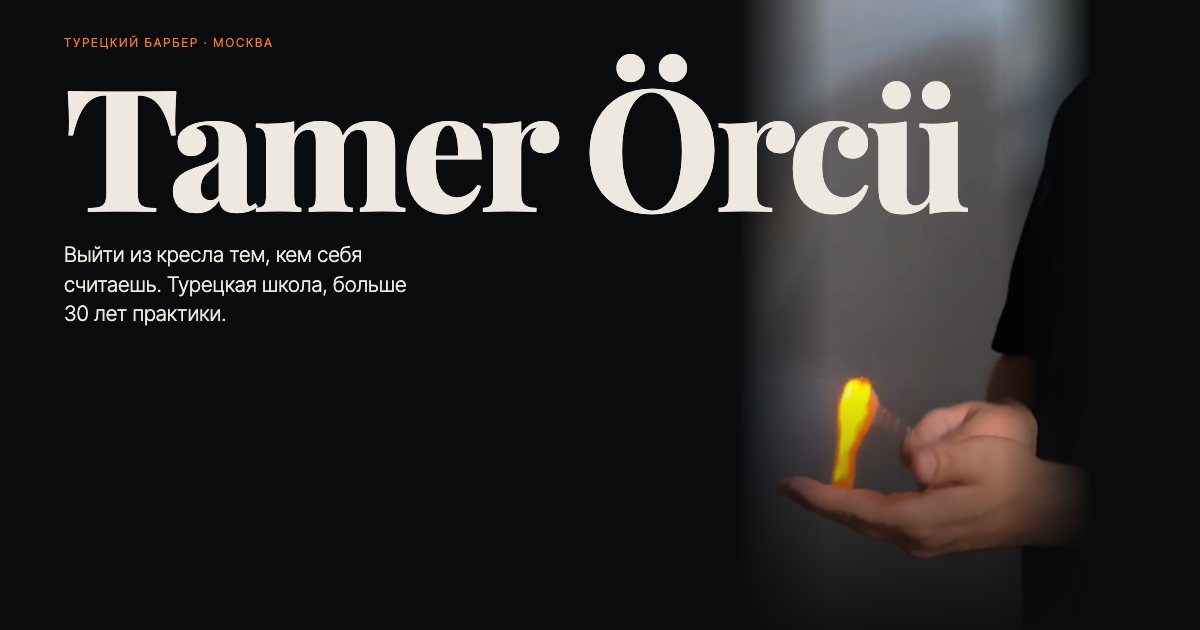 ТУРЕЦКИЙ БАРБЕР · МОСКВА
Tamer Örcü
Выйти из кресла тем, кем себя
считаешь. Турецкая школа, больше
30 лет практики.